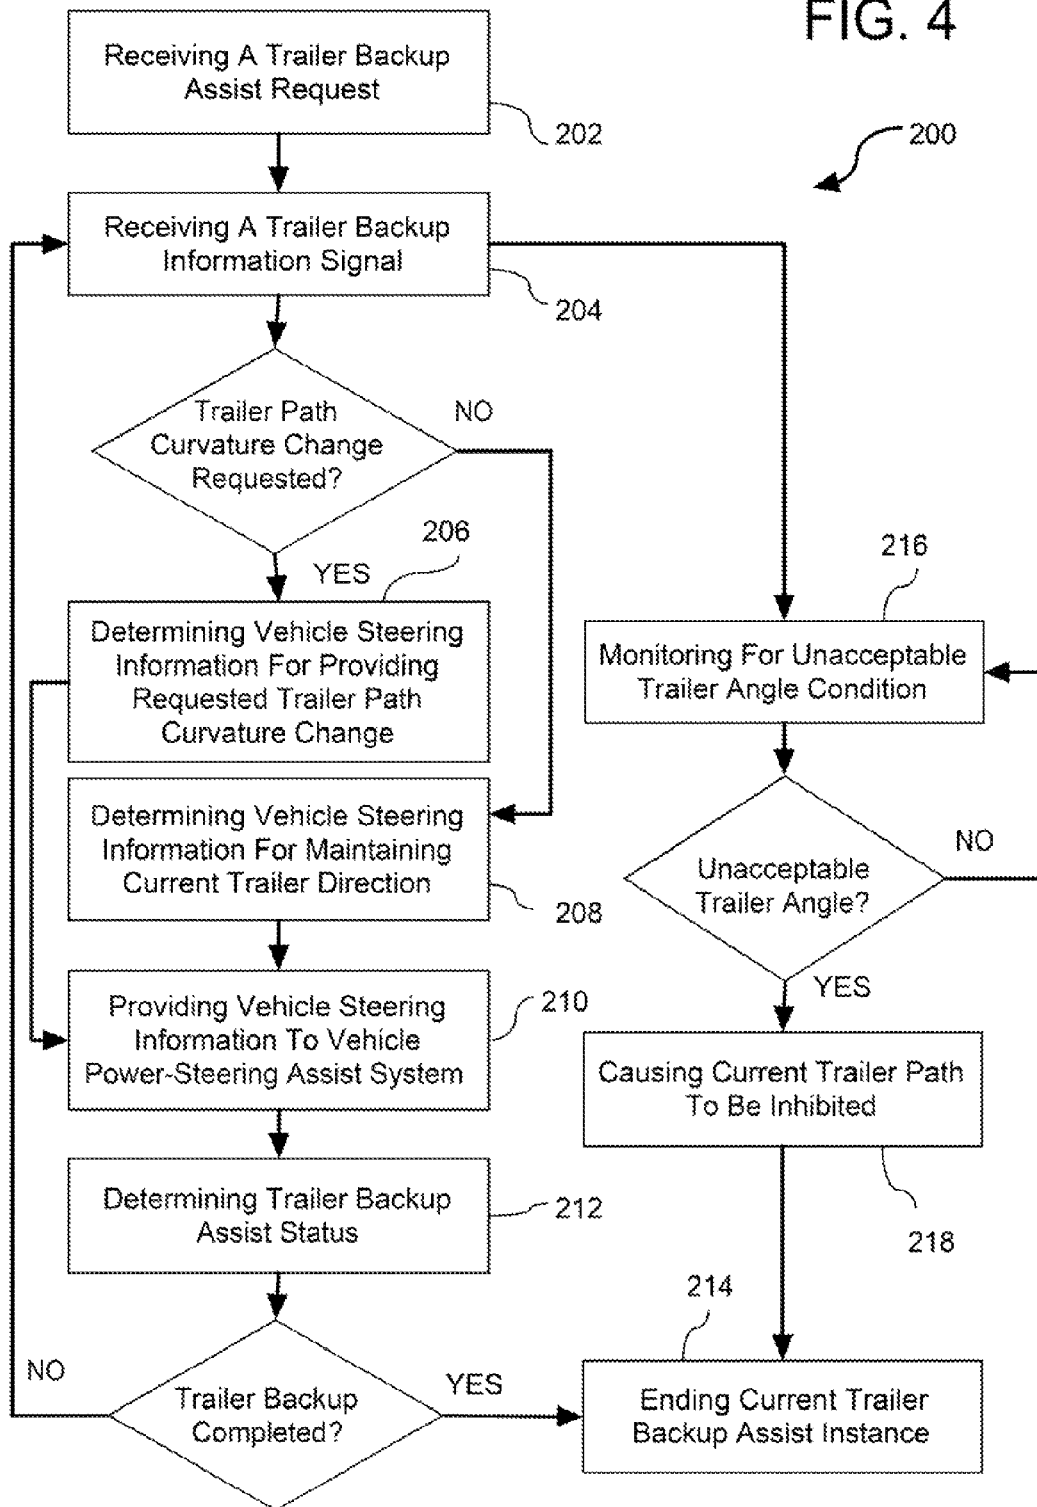 FIG. 4
Receiving A Trailer Backup
Assist Request
202
200
Receiving A Trailer Backup
Information Signal
204
Trailer Path
Curvature Change
Requested?
NO
YES
206
Determining Vehicle Steering
Information For Providing
Requested Trailer Path
Curvature Change
Determining Vehicle Steering
Information For Maintaining
Current Trailer Direction
208
Providing Vehicle Steering
Information To Vehicle
Power-Steering Assist System
210
Determining Trailer Backup
Assist Status
212
Trailer Backup
Completed?
NO
YES
216
Monitoring For Unacceptable
Trailer Angle Condition
Unacceptable
Trailer Angle?
NO
YES
Causing Current Trailer Path
To Be Inhibited
218
214
Ending Current Trailer
Backup Assist Instance